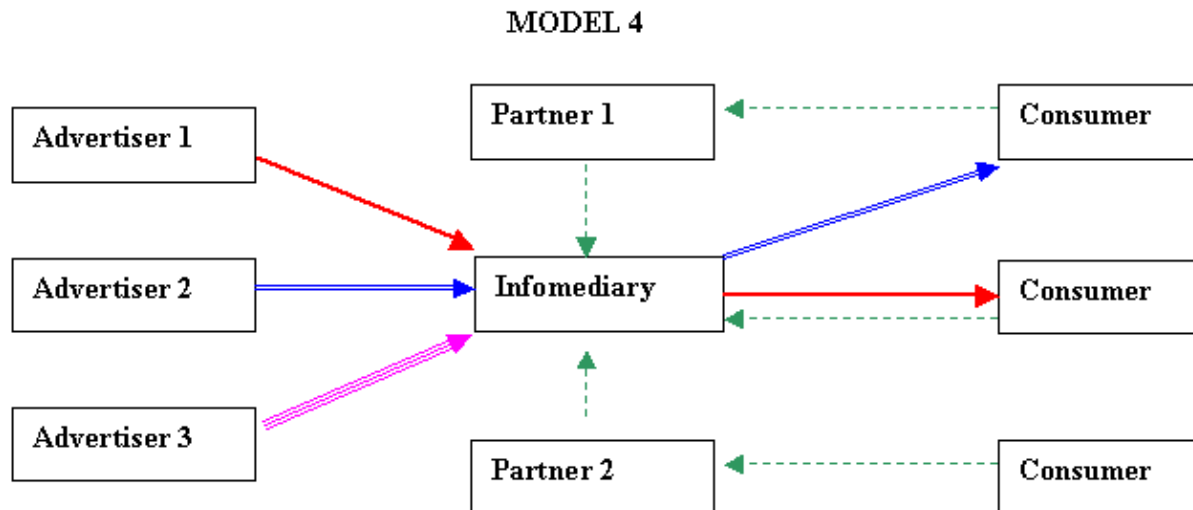 MODEL 4
Partner 1
Consumer
Advertiser 1
Advertiser 2
Infomediary
Consumer
Advertiser 3
Partner 2
Consumer